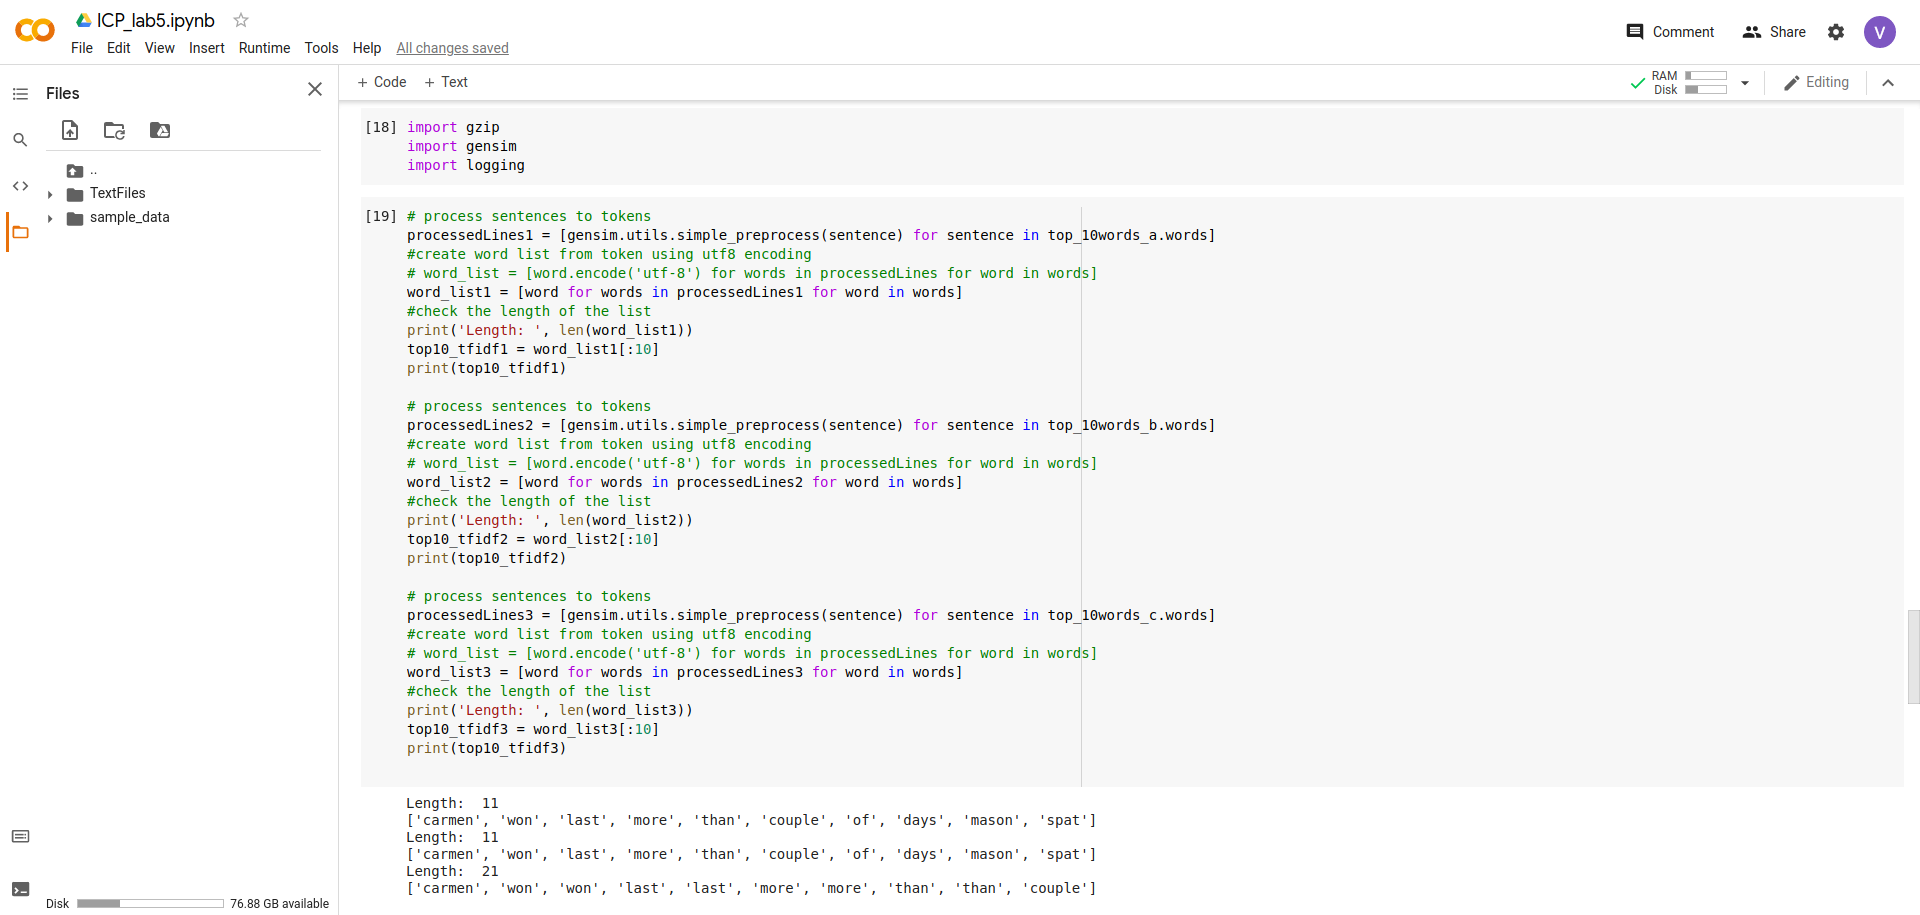 ICP_lab5.ipynb
File Edit View Insert Runtime Tools Help All changes saved
Comment
Share
V
Files
..
TextFiles
sample_data
Disk 76.88 GB available
+ Code + Text
RAM
Disk
Editing
[18] import gzip
import gensim
import logging
[19] # process sentences to tokens
processedLines1 = [gensim.utils.simple_preprocess(sentence) for sentence in top_10words_a.words]
#create word list from token using utf8 encoding
# word_list = [word.encode('utf-8') for words in processedLines for word in words]
word_list1 = [word for words in processedLines1 for word in words]
#check the length of the list
print('Length: ', len(word_list1))
top10_tfidf1 = word_list1[:10]
print(top10_tfidf1)
# process sentences to tokens
processedLines2 = [gensim.utils.simple_preprocess(sentence) for sentence in top_10words_b.words]
#create word list from token using utf8 encoding
# word_list = [word.encode('utf-8') for words in processedLines for word in words]
word_list2 = [word for words in processedLines2 for word in words]
#check the length of the list
print('Length: ', len(word_list2))
top10_tfidf2 = word_list2[:10]
print(top10_tfidf2)
# process sentences to tokens
processedLines3 = [gensim.utils.simple_preprocess(sentence) for sentence in top_10words_c.words]
#create word list from token using utf8 encoding
# word_list = [word.encode('utf-8') for words in processedLines for word in words]
word_list3 = [word for words in processedLines3 for word in words]
#check the length of the list
print('Length: ', len(word_list3))
top10_tfidf3 = word_list3[:10]
print(top10_tfidf3)
Length:  11
['carmen', 'won', 'last', 'more', 'than', 'couple', 'of', 'days', 'mason', 'spat']
Length:  11
['carmen', 'won', 'last', 'more', 'than', 'couple', 'of', 'days', 'mason', 'spat']
Length:  21
['carmen', 'won', 'won', 'last', 'last', 'more', 'more', 'than', 'than', 'couple']